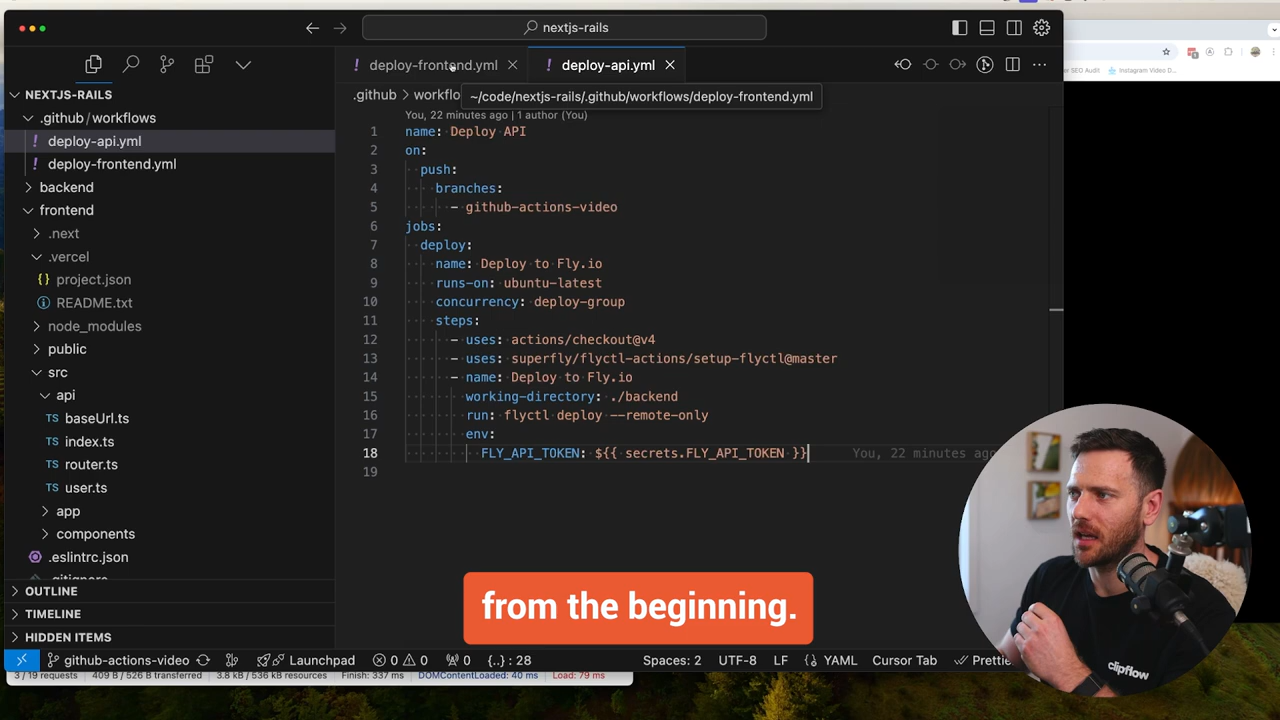 nextjs-rails
er SEO Audit
Instagram Video D...
deploy-frontend.yml
deploy-api.yml
NEXTJS-RAILS
.github/workflows
deploy-api.yml
deploy-frontend.yml
backend
frontend
.next
.vercel
project.json
README.txt
node_modules
public
src
api
TS baseUrl.ts
TS index.ts
TS router.ts
TS user.ts
app
components
.eslintrc.json
.gitignore
OUTLINE
TIMELINE
HIDDEN ITEMS
.github > workflo
~/code/nextjs-rails/.github/workflows/deploy-frontend.yml
You, 22 minutes ago | 1 author (You)
1 name: Deploy API
2 on:
3 push:
4 branches:
5 - github-actions-video
6 jobs:
7 deploy:
8 name: Deploy to Fly.io
9 runs-on: ubuntu-latest
10 concurrency: deploy-group
11 steps:
12 - uses: actions/checkout@v4
13 - uses: superfly/flyctl-actions/setup-flyctl@master
14 - name: Deploy to Fly.io
15 working-directory: ./backend
16 run: flyctl deploy --remote-only
17 env:
18 FLY_API_TOKEN: ${{ secrets.FLY_API_TOKEN }} You, 22 minutes ago
19
from the beginning.
clipflow
github-actions-video Launchpad 0 0 0 {..} : 28 Spaces: 2 UTF-8 LF {} YAML Cursor Tab Prettie
3 / 19 requests 409 B / 526 B transferred 3.8 kB / 536 kB resources Finish: 337 ms DOMContentLoaded: 40 ms Load: 79 ms